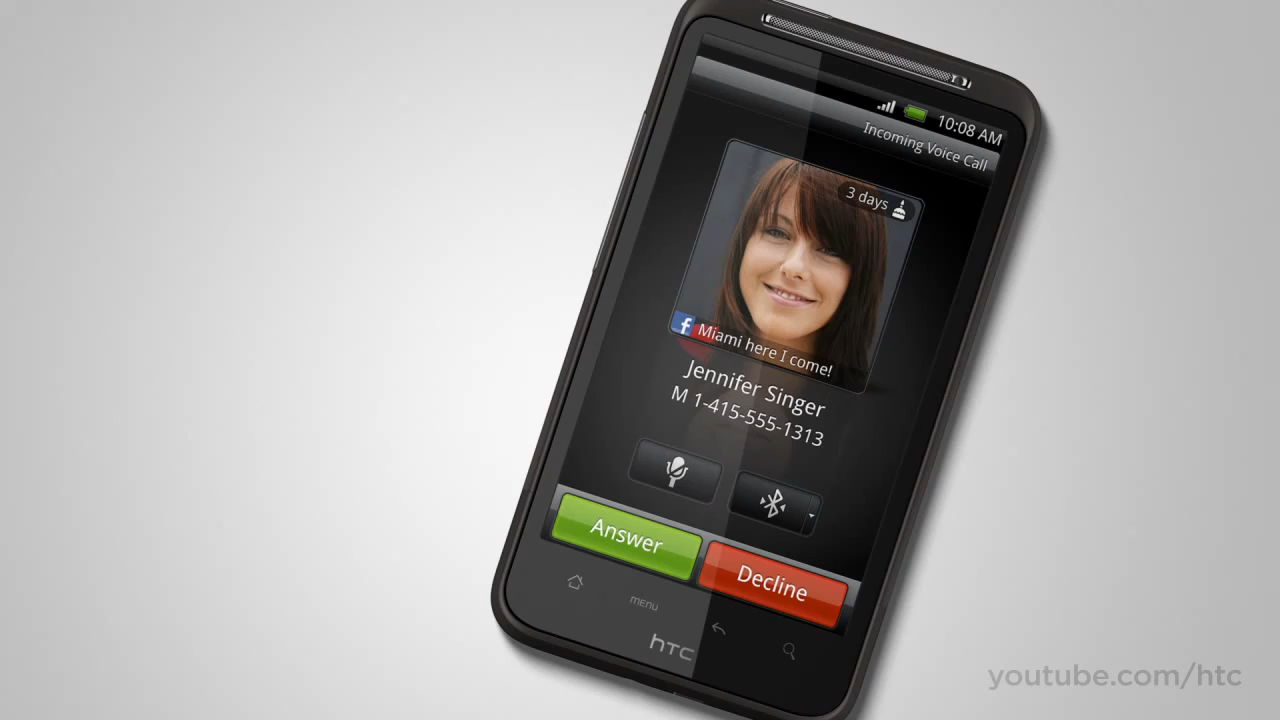 10:08 AM
Incoming Voice Call
3 days
f Miami here I come!
Jennifer Singer
M 1-415-555-1313
Answer
Decline
MENU
hTC
youtube.com/htc